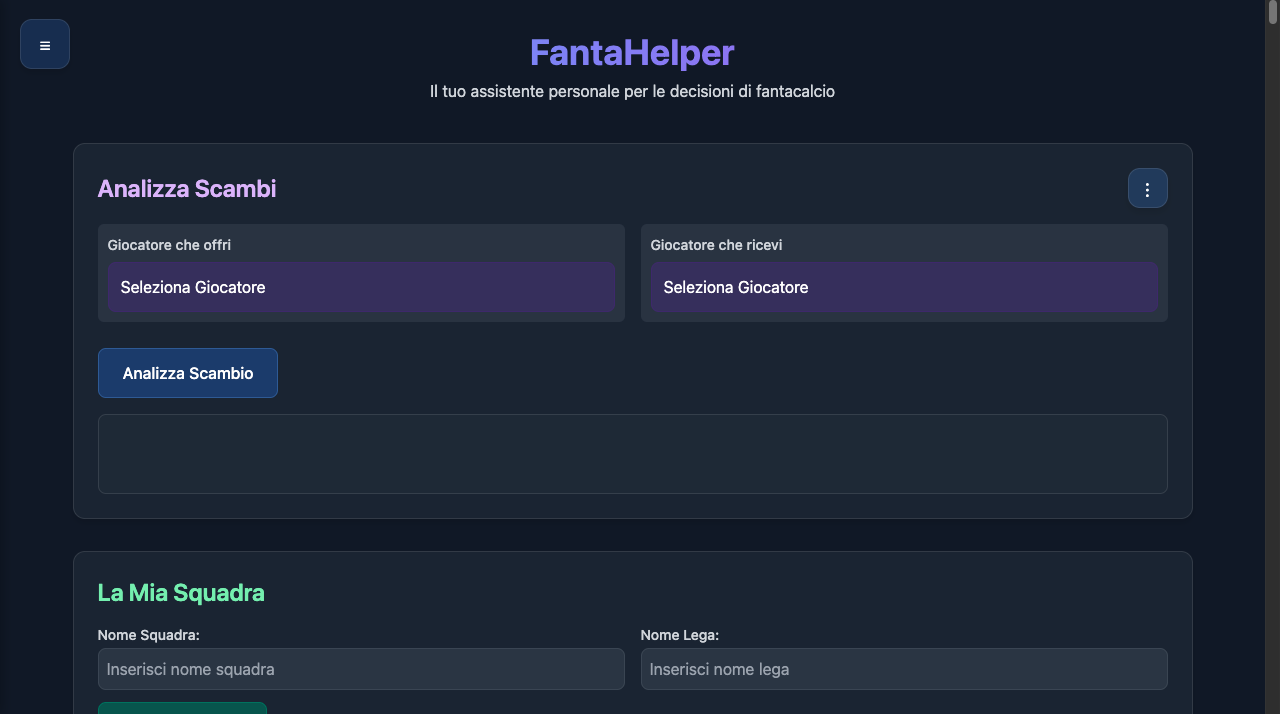 FantaHelper
Il tuo assistente personale per le decisioni di fantacalcio
Analizza Scambi
Giocatore che offri
Seleziona Giocatore
Giocatore che ricevi
Seleziona Giocatore
Analizza Scambio
La Mia Squadra
Nome Squadra:
Inserisci nome squadra
Nome Lega:
Inserisci nome lega